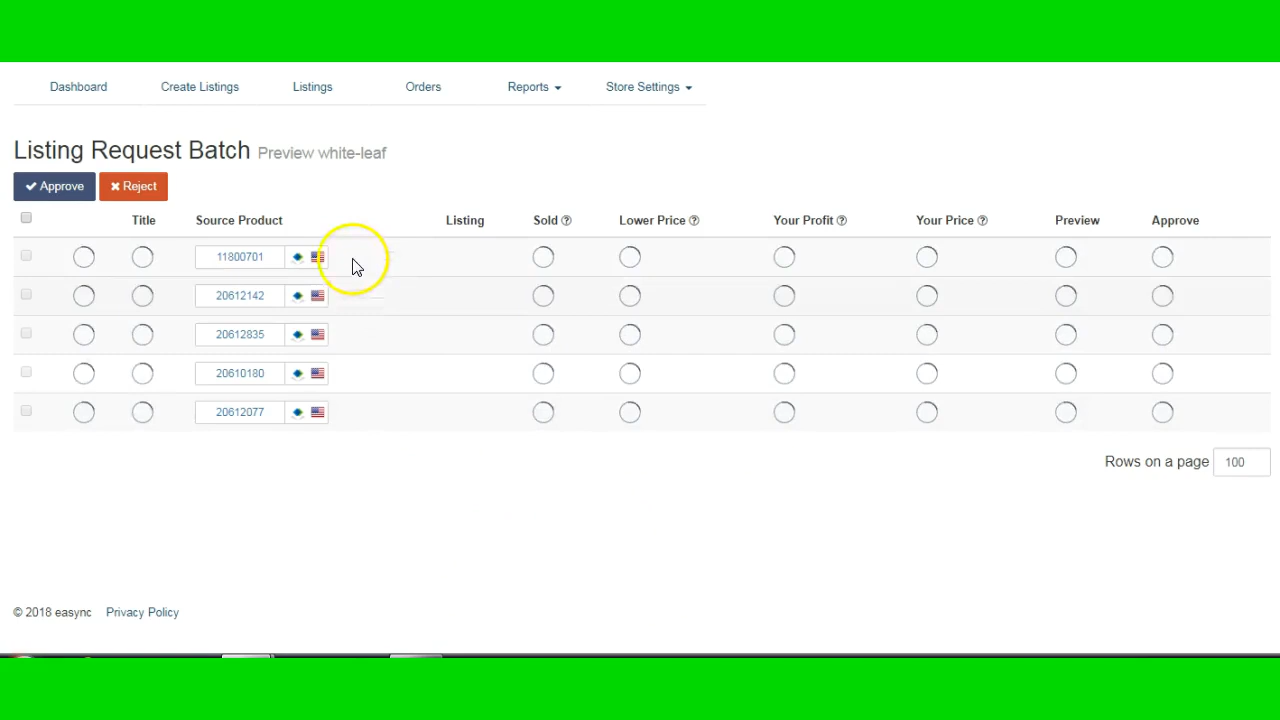 Dashboard Create Listings Listings Orders Reports Store Settings
Listing Request Batch Preview white-leaf
Approve Reject
Title Source Product Listing Sold Lower Price Your Profit Your Price Preview Approve
11800701
20612142
20612835
20610180
20612077
Rows on a page 100
© 2018 easync Privacy Policy